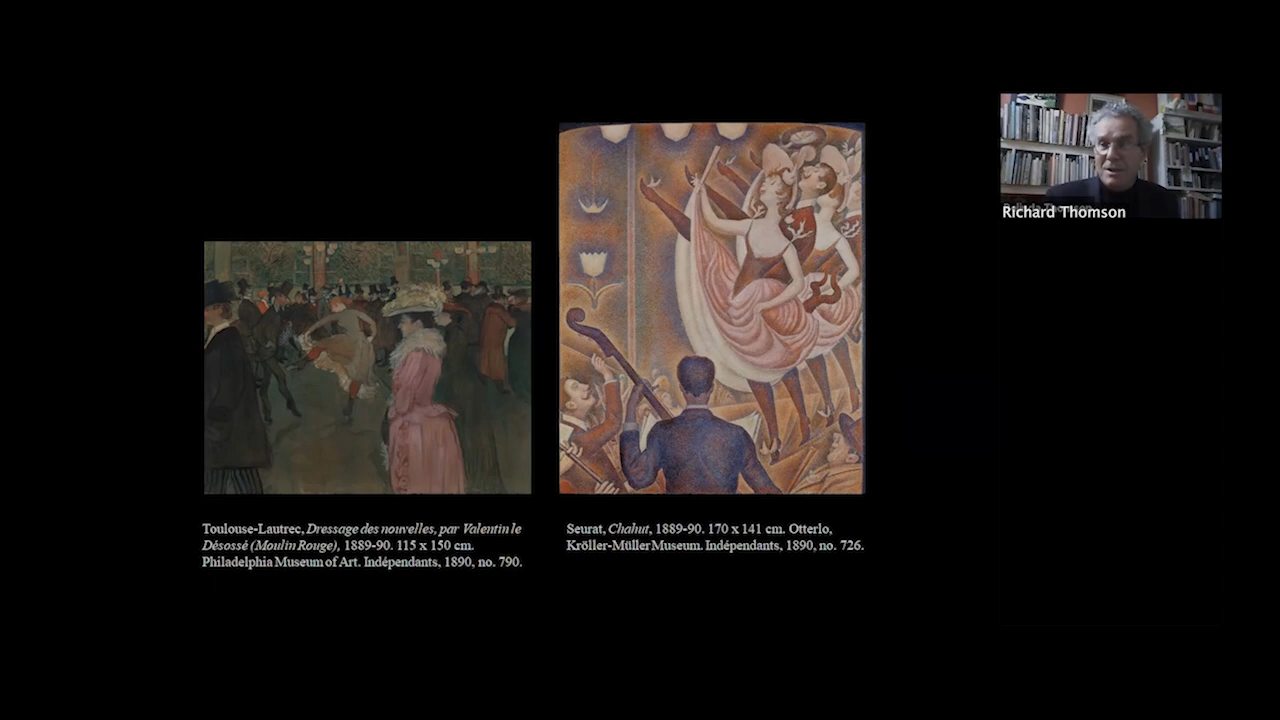 Richard Thomson
Toulouse-Lautrec, Dressage des nouvelles, par Valentin le
Désossé (Moulin Rouge), 1889-90. 115 x 150 cm.
Philadelphia Museum of Art. Indépendants, 1890, no. 790.
Seurat, Chahut, 1889-90. 170 x 141 cm. Otterlo,
Kröller-Müller Museum. Indépendants, 1890, no. 726.